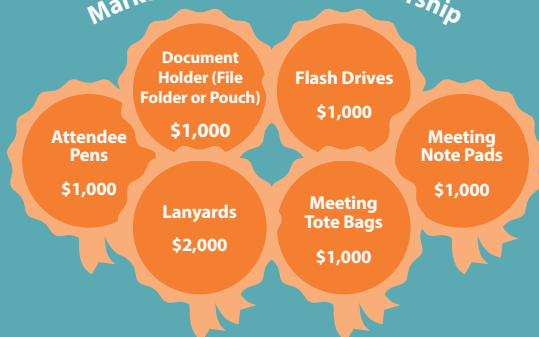 Document
Holder (File
Folder or Pouch)
$1,000
Flash Drives
$1,000
Attendee
Pens
$1,000
Meeting
Note Pads
$1,000
Lanyards
$2,000
Meeting
Tote Bags
$1,000